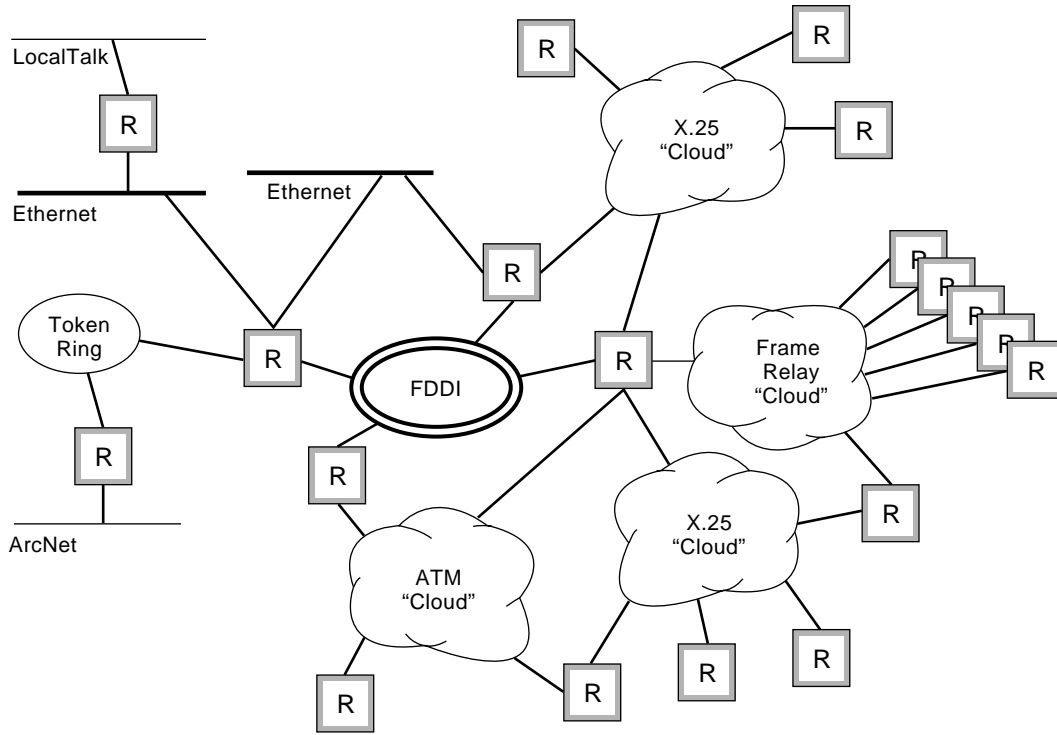 R
R
LocalTalk
R
X.25
“Cloud”
R
R
Ethernet
Ethernet
R
R
R
R
R
R
R
Token
Ring
R
FDDI
R
Frame
Relay
“Cloud”
R
R
R
X.25
“Cloud”
ArcNet
ATM
“Cloud”
R
R
R
R